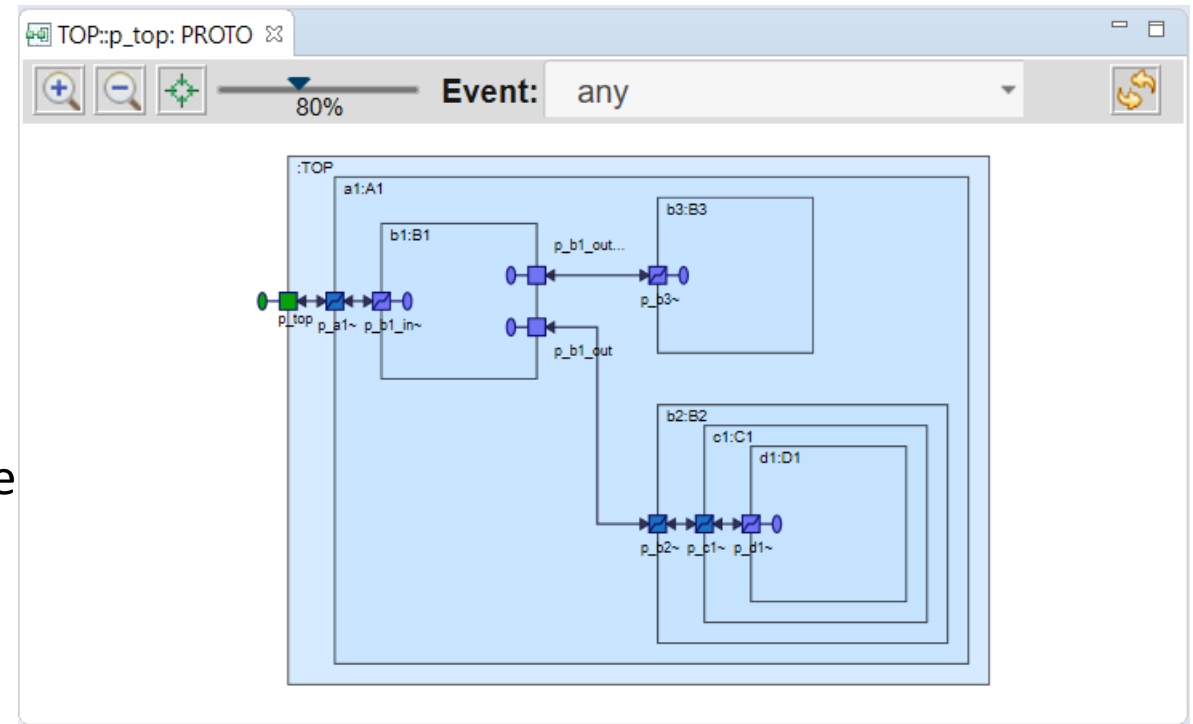 TOP::p_top: PROTO
80%
Event: any
:TOP
a1:A1
b3:B3
b1:B1
p_b1_out...
p_b3~
p_top p_a1~ p_b1_in~
p_b1_out
b2:B2
c1:C1
d1:D1
e
p_b2~ p_c1~ p_d1~